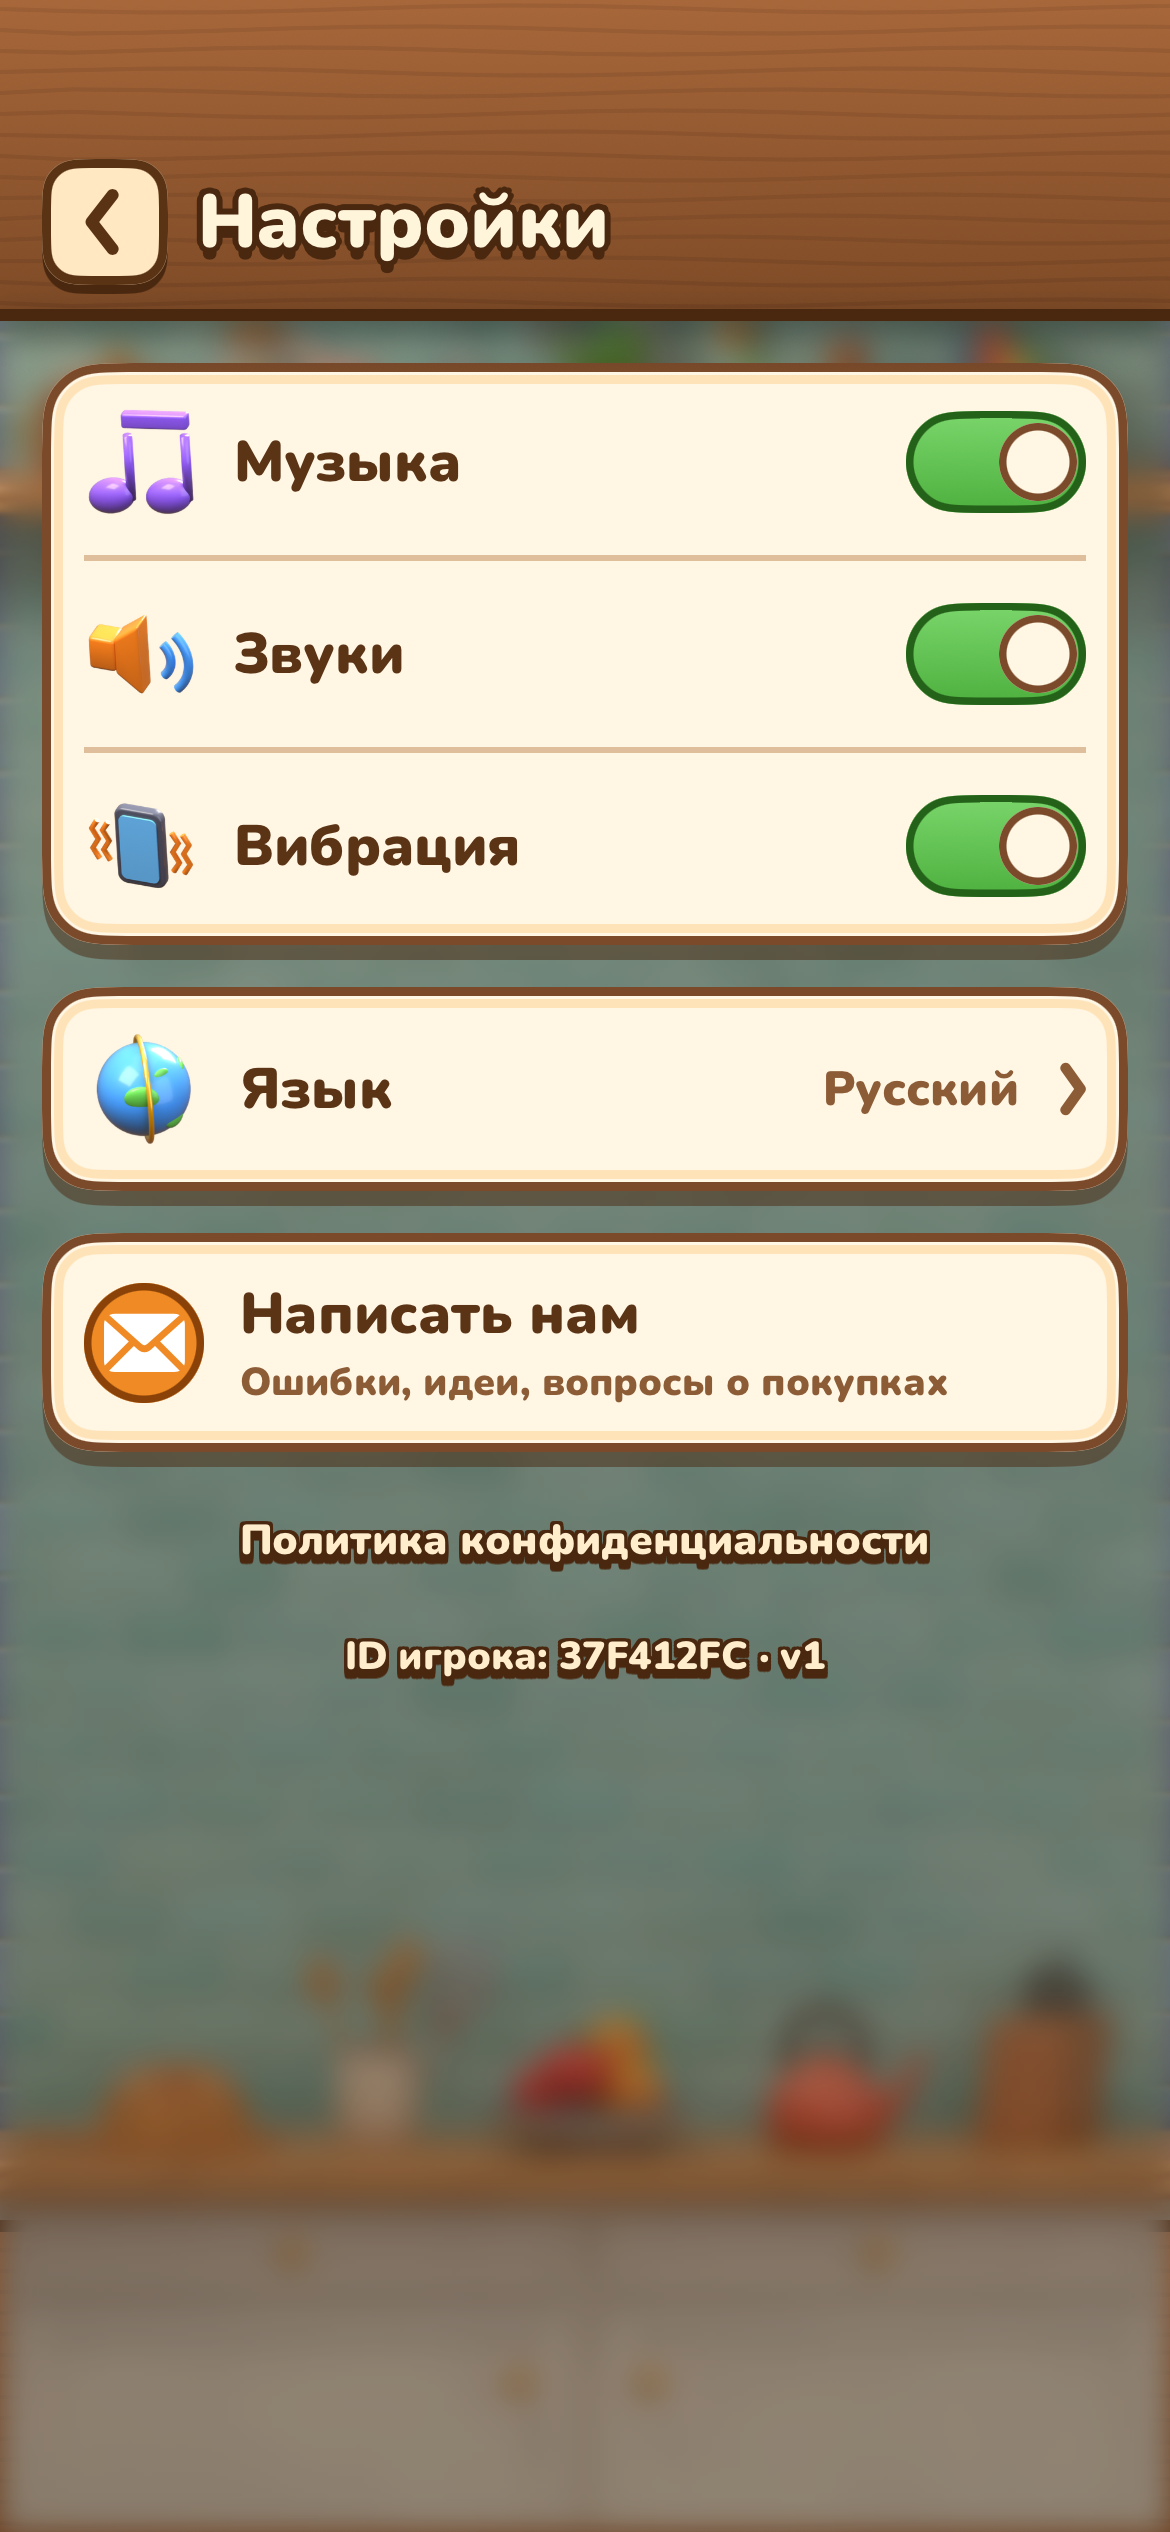 Настройки
Музыка
Звуки
Вибрация
Язык
Русский
Написать нам
Ошибки, идеи, вопросы о покупках
Политика конфиденциальности
ID игрока: 37F412FC · v1